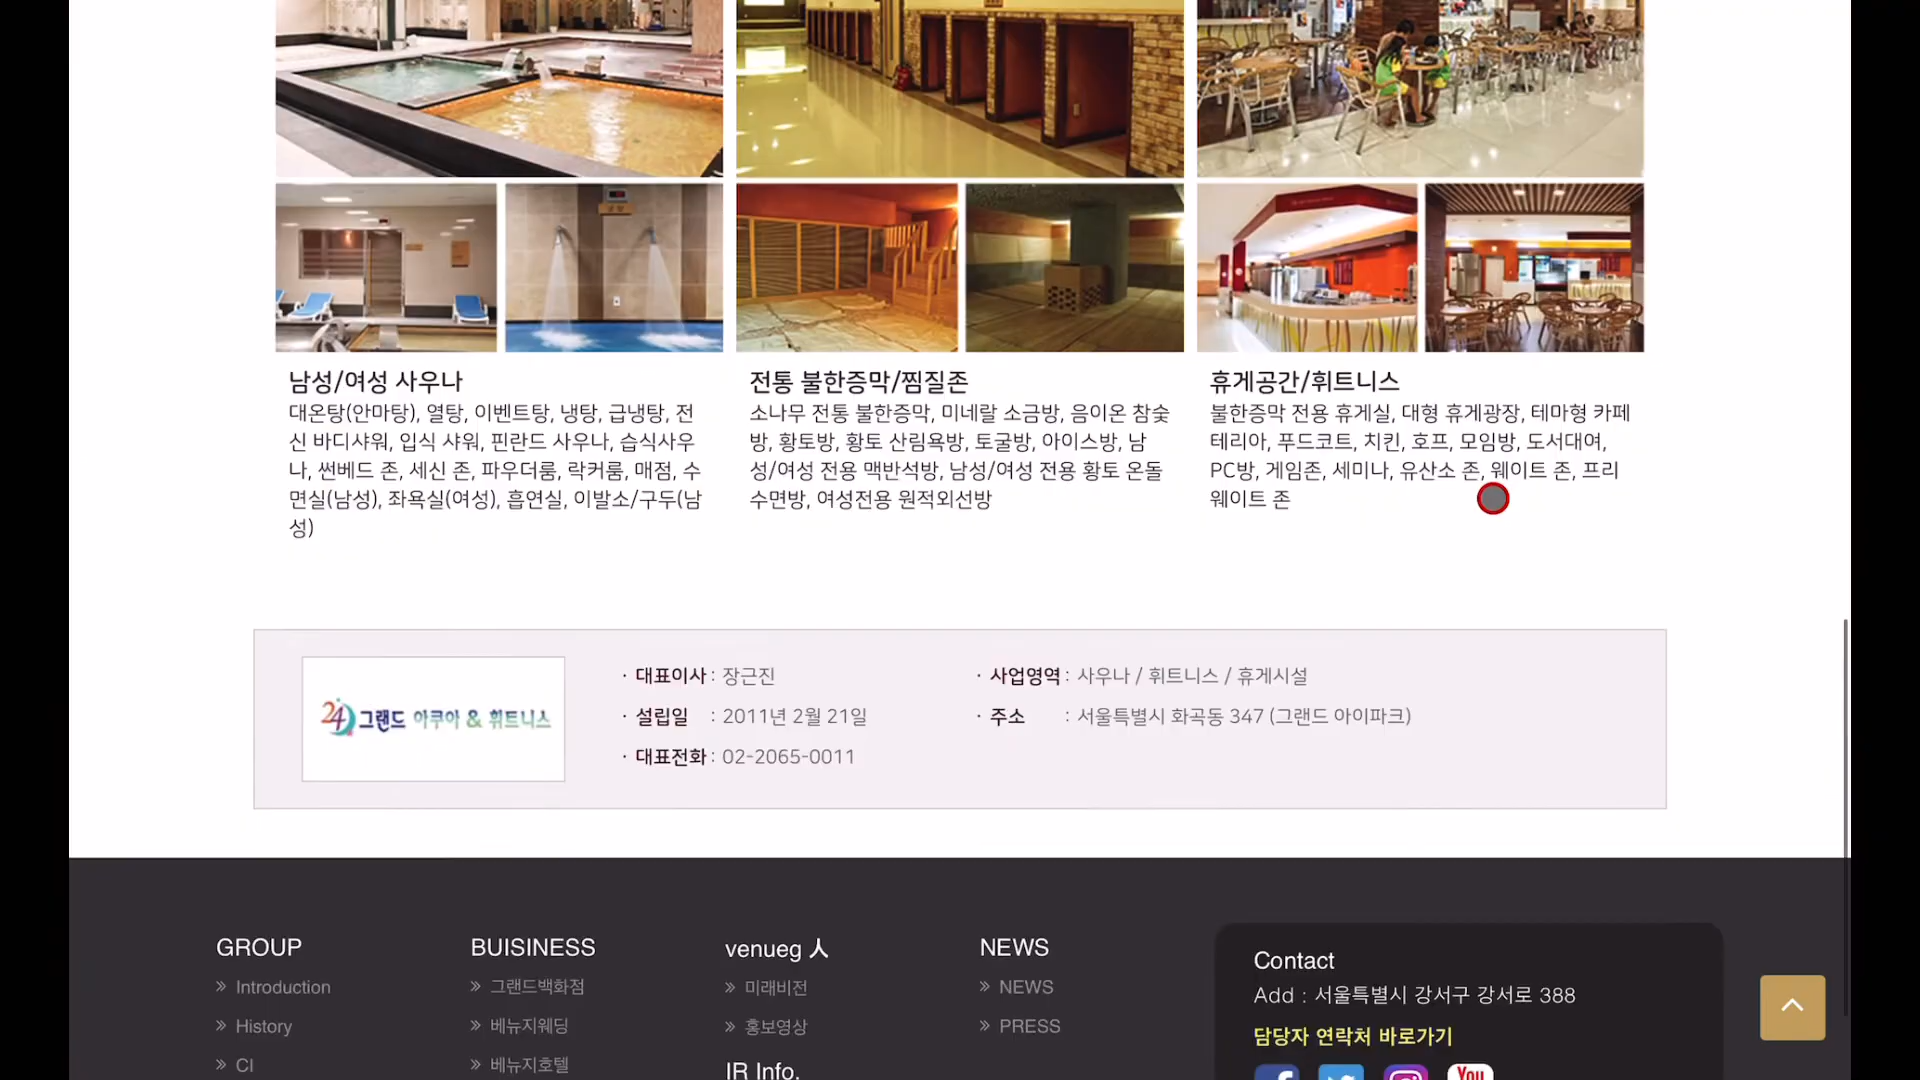 남성/여성 사우나
대온탕(안마탕), 열탕, 이벤트탕, 냉탕, 급냉탕, 전
신 바디샤워, 입식 샤워, 핀란드 사우나, 습식사우
나, 썬베드 존, 세신 존, 파우더룸, 락커룸, 매점, 수
면실(남성), 좌욕실(여성), 흡연실, 이발소/구두(남
성)
전통 불한증막/찜질존
소나무 전통 불한증막, 미네랄 소금방, 음이온 참숯
방, 황토방, 황토 산림욕방, 토굴방, 아이스방, 남
성/여성 전용 맥반석방, 남성/여성 전용 황토 온돌
수면방, 여성전용 원적외선방
휴게공간/휘트니스
불한증막 전용 휴게실, 대형 휴게광장, 테마형 카페
테리아, 푸드코트, 치킨, 호프, 모임방, 도서대여,
PC방, 게임존, 세미나, 유산소 존, 웨이트 존, 프리
웨이트 존
24 그랜드 아쿠아 & 휘트니스
· 대표이사 : 장근진
· 설립일 : 2011년 2월 21일
· 대표전화 : 02-2065-0011
· 사업영역 : 사우나 / 휘트니스 / 휴게시설
· 주소 : 서울특별시 화곡동 347 (그랜드 아이파크)
GROUP
» Introduction
» History
» CI
BUISINESS
» 그랜드백화점
» 베뉴지웨딩
» 베뉴지호텔
venueg 人
» 미래비전
» 홍보영상
IR Info.
NEWS
» NEWS
» PRESS
Contact
Add : 서울특별시 강서구 강서로 388
담당자 연락처 바로가기
You